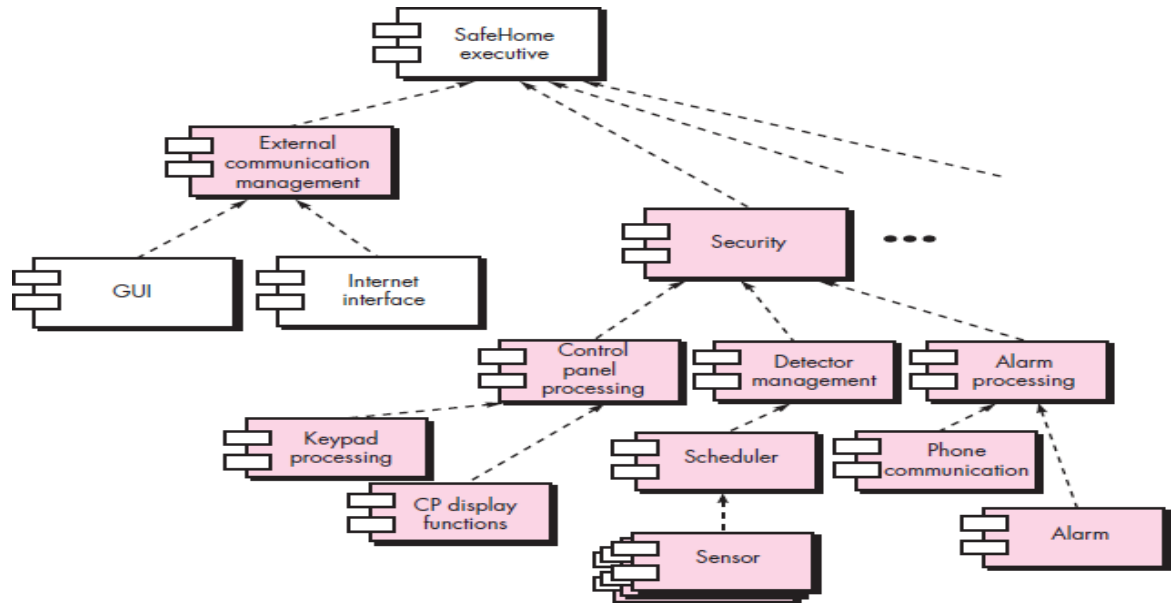 SafeHome
executive
External
communication
management
Security
GUI
Internet
interface
Control
panel
processing
Detector
management
Alarm
processing
Keypad
processing
Scheduler
Phone
communication
CP display
functions
Sensor
Alarm